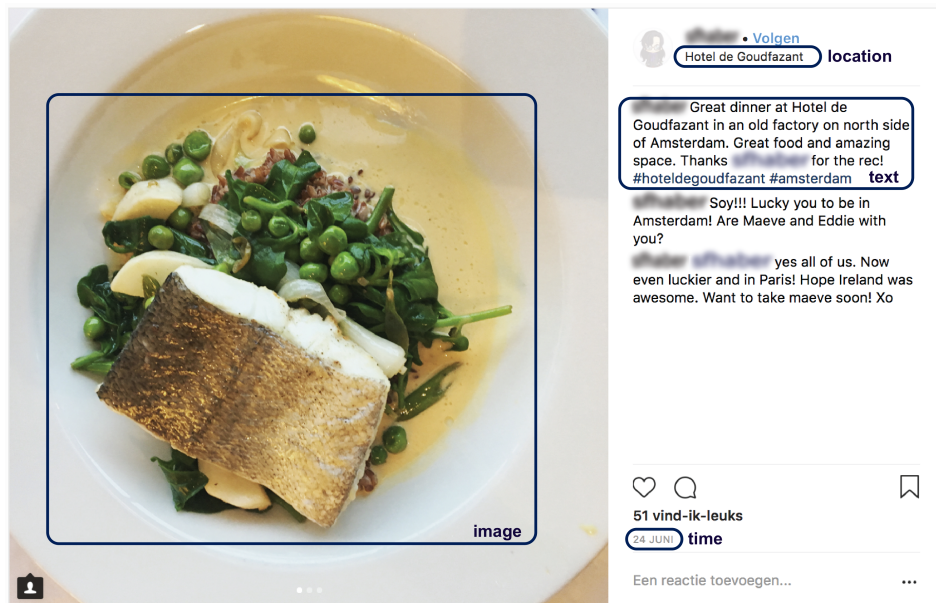 • Volgen
Hotel de Goudfazant
location
Great dinner at Hotel de
Goudfazant in an old factory on north side
of Amsterdam. Great food and amazing
space. Thanks for the rec!
#hoteldegoudfazant #amsterdam
text
Soy!!! Lucky you to be in
Amsterdam! Are Maeve and Eddie with
you?
yes all of us. Now
even luckier and in Paris! Hope Ireland was
awesome. Want to take maeve soon! Xo
image
51 vind-ik-leuks
24 JUNI
time
Een reactie toevoegen...